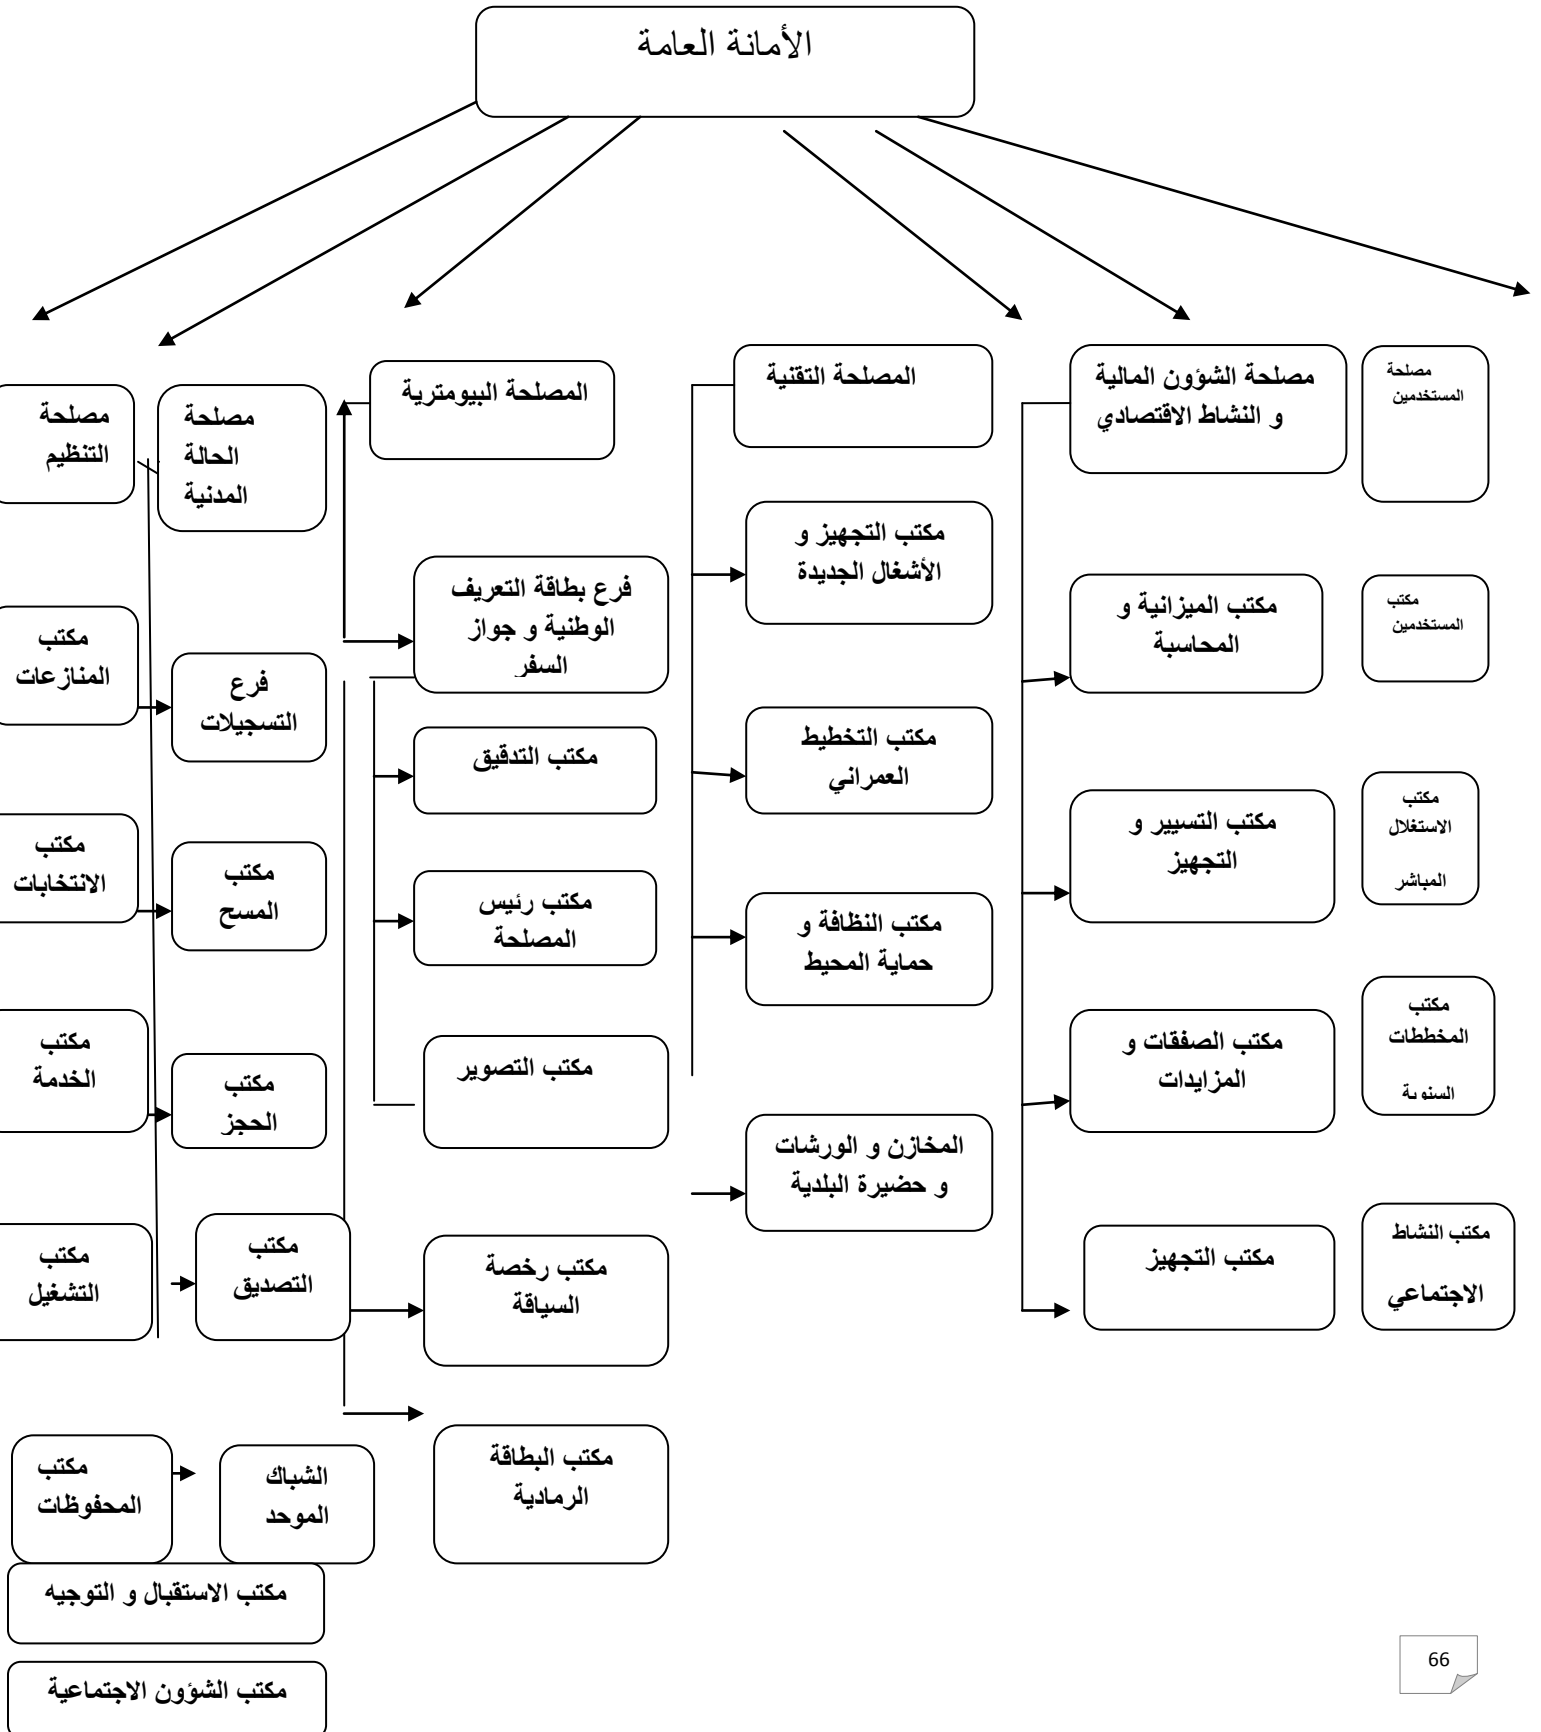 الأمانة العامة
مصلحة
المستخدمين
مصلحة الشؤون المالية
و النشاط الاقتصادي
المصلحة التقنية
المصلحة البيومترية
مصلحة
الحالة
المدنية
مصلحة
التنظيم
مكتب
المستخدمين
مكتب الميزانية و
المحاسبة
مكتب التجهيز و
الأشغال الجديدة
فرع بطاقة التعريف
الوطنية و جواز
السفر
فرع
التسجيلات
مكتب
المنازعات
مكتب
الاستغلال
المباشر
مكتب التسيير و
التجهيز
مكتب التخطيط
العمراني
مكتب التدقيق
مكتب
المسح
مكتب
الانتخابات
مكتب
المخططات
السنوية
مكتب الصفقات و
المزايدات
مكتب النظافة و
حماية المحيط
مكتب رئيس
المصلحة
مكتب
الحجز
مكتب
الخدمة
مكتب النشاط
الاجتماعي
مكتب التجهيز
المخازن و الورشات
و حضيرة البلدية
مكتب التصوير
مكتب
التصديق
مكتب
التشغيل
مكتب رخصة
السياقة
مكتب البطاقة
الرمادية
الشباك
الموحد
مكتب
المحفوظات
مكتب الاستقبال و التوجيه
مكتب الشؤون الاجتماعية
66